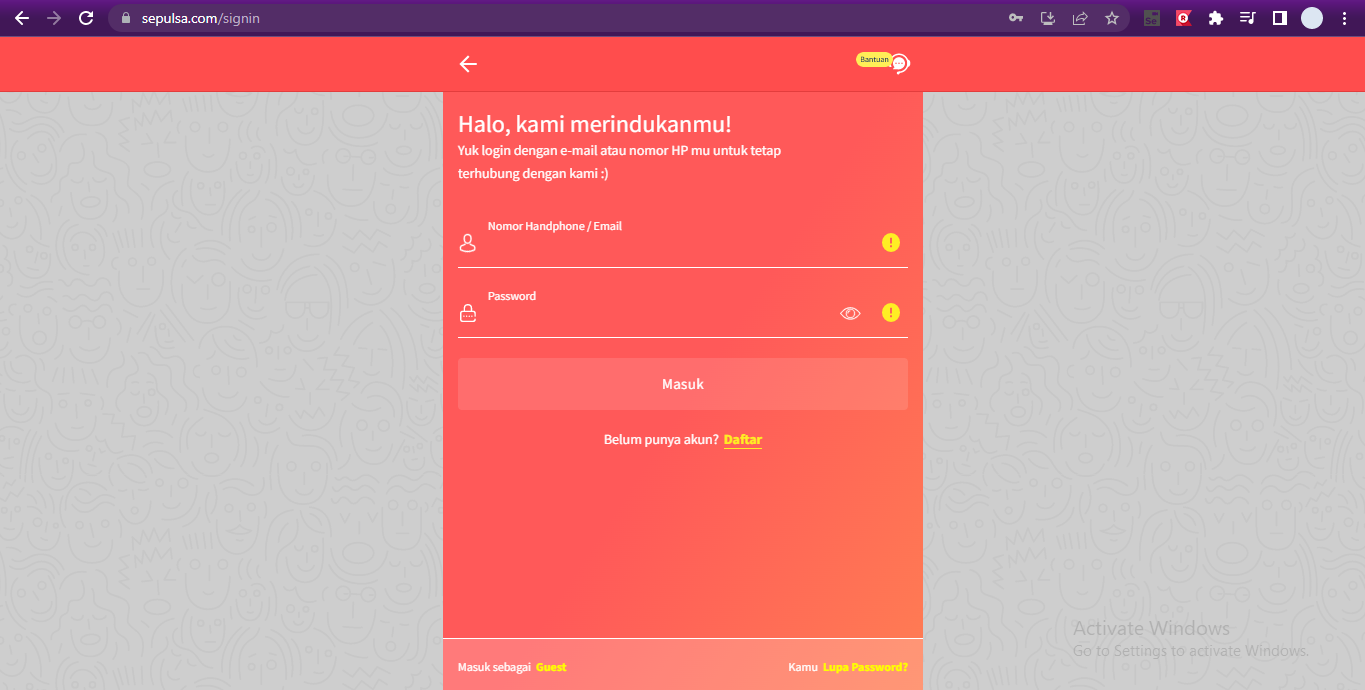 sepulsa.com/signin
Bantuan
Halo, kami merindukanmu!
Yuk login dengan e-mail atau nomor HP mu untuk tetap
terhubung dengan kami :)
Nomor Handphone / Email
!
Password
!
Masuk
Belum punya akun? Daftar
Activate Windows
Go to Settings to activate Windows.
Masuk sebagai Guest
Kamu Lupa Password?